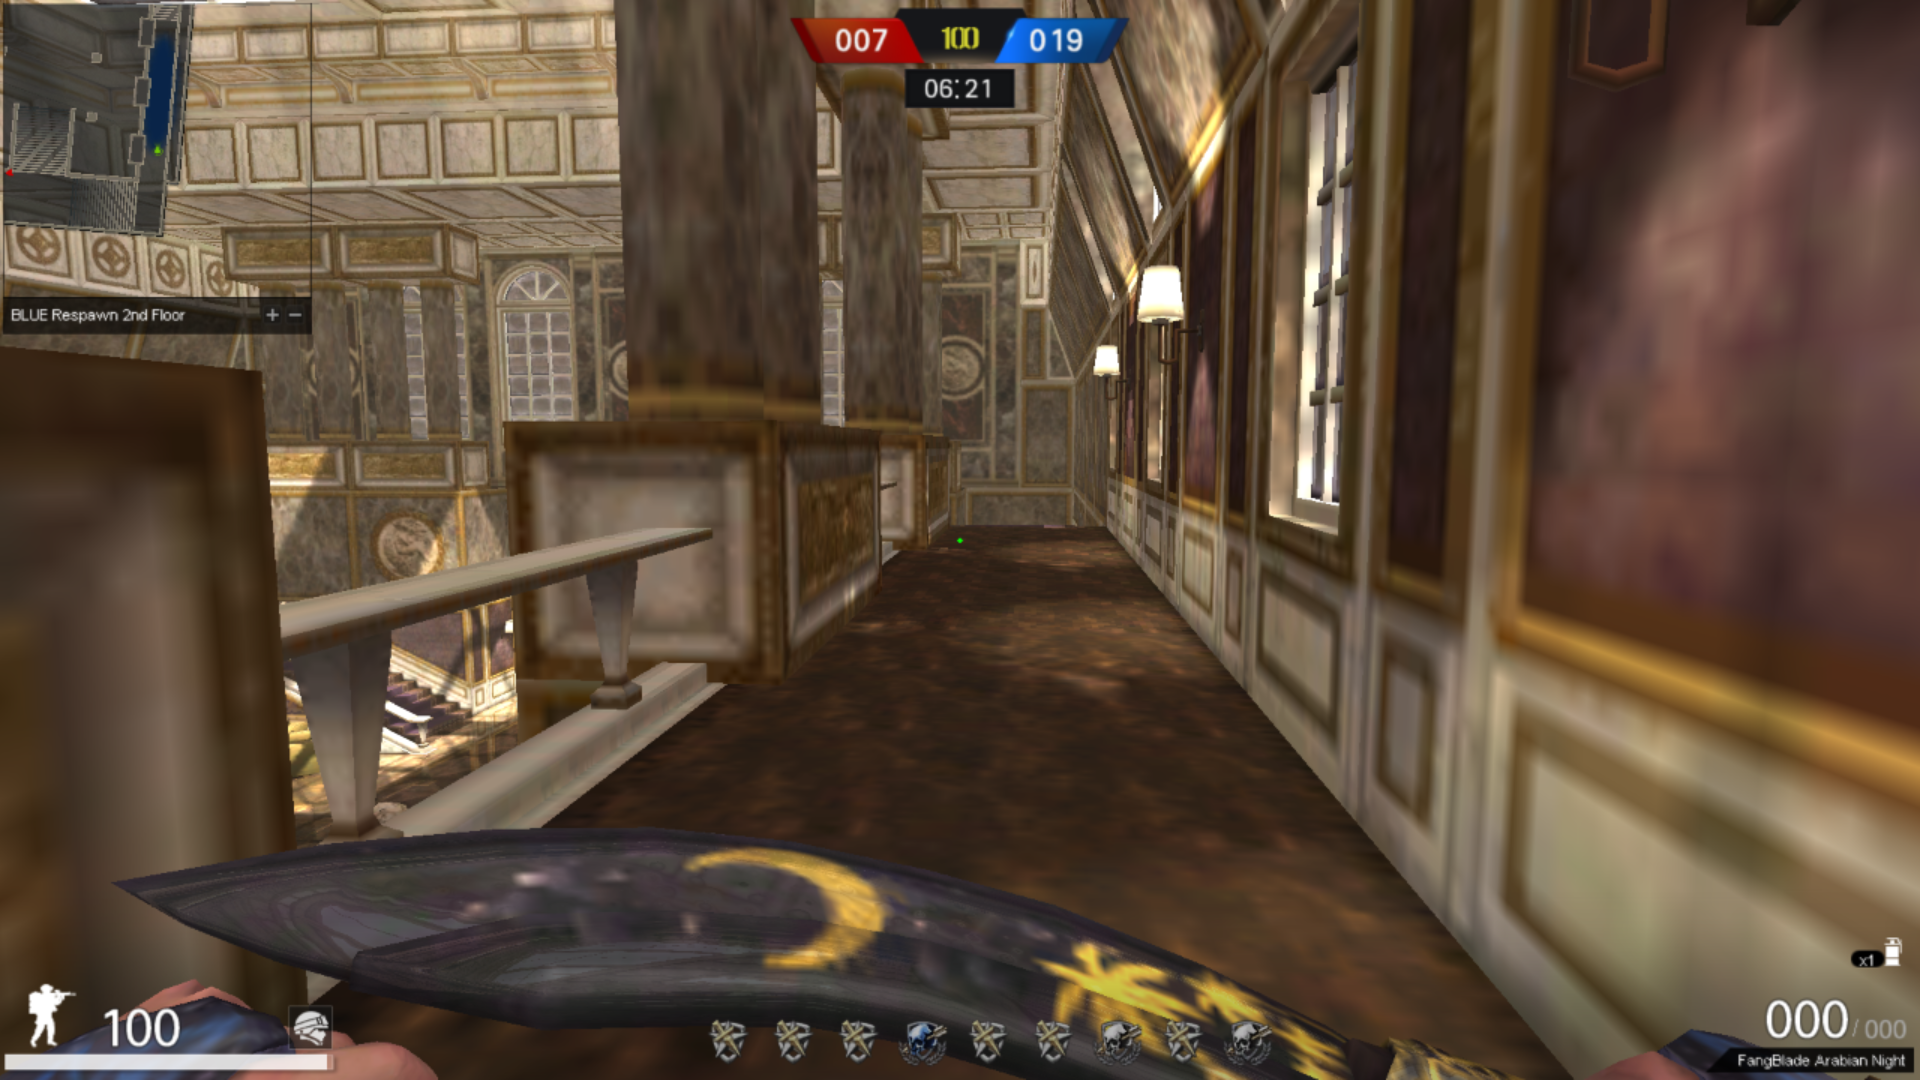 007 100 019
06:21
BLUE Respawn 2nd Floor + −
x1
100
000 / 000
FangBlade Arabian Night